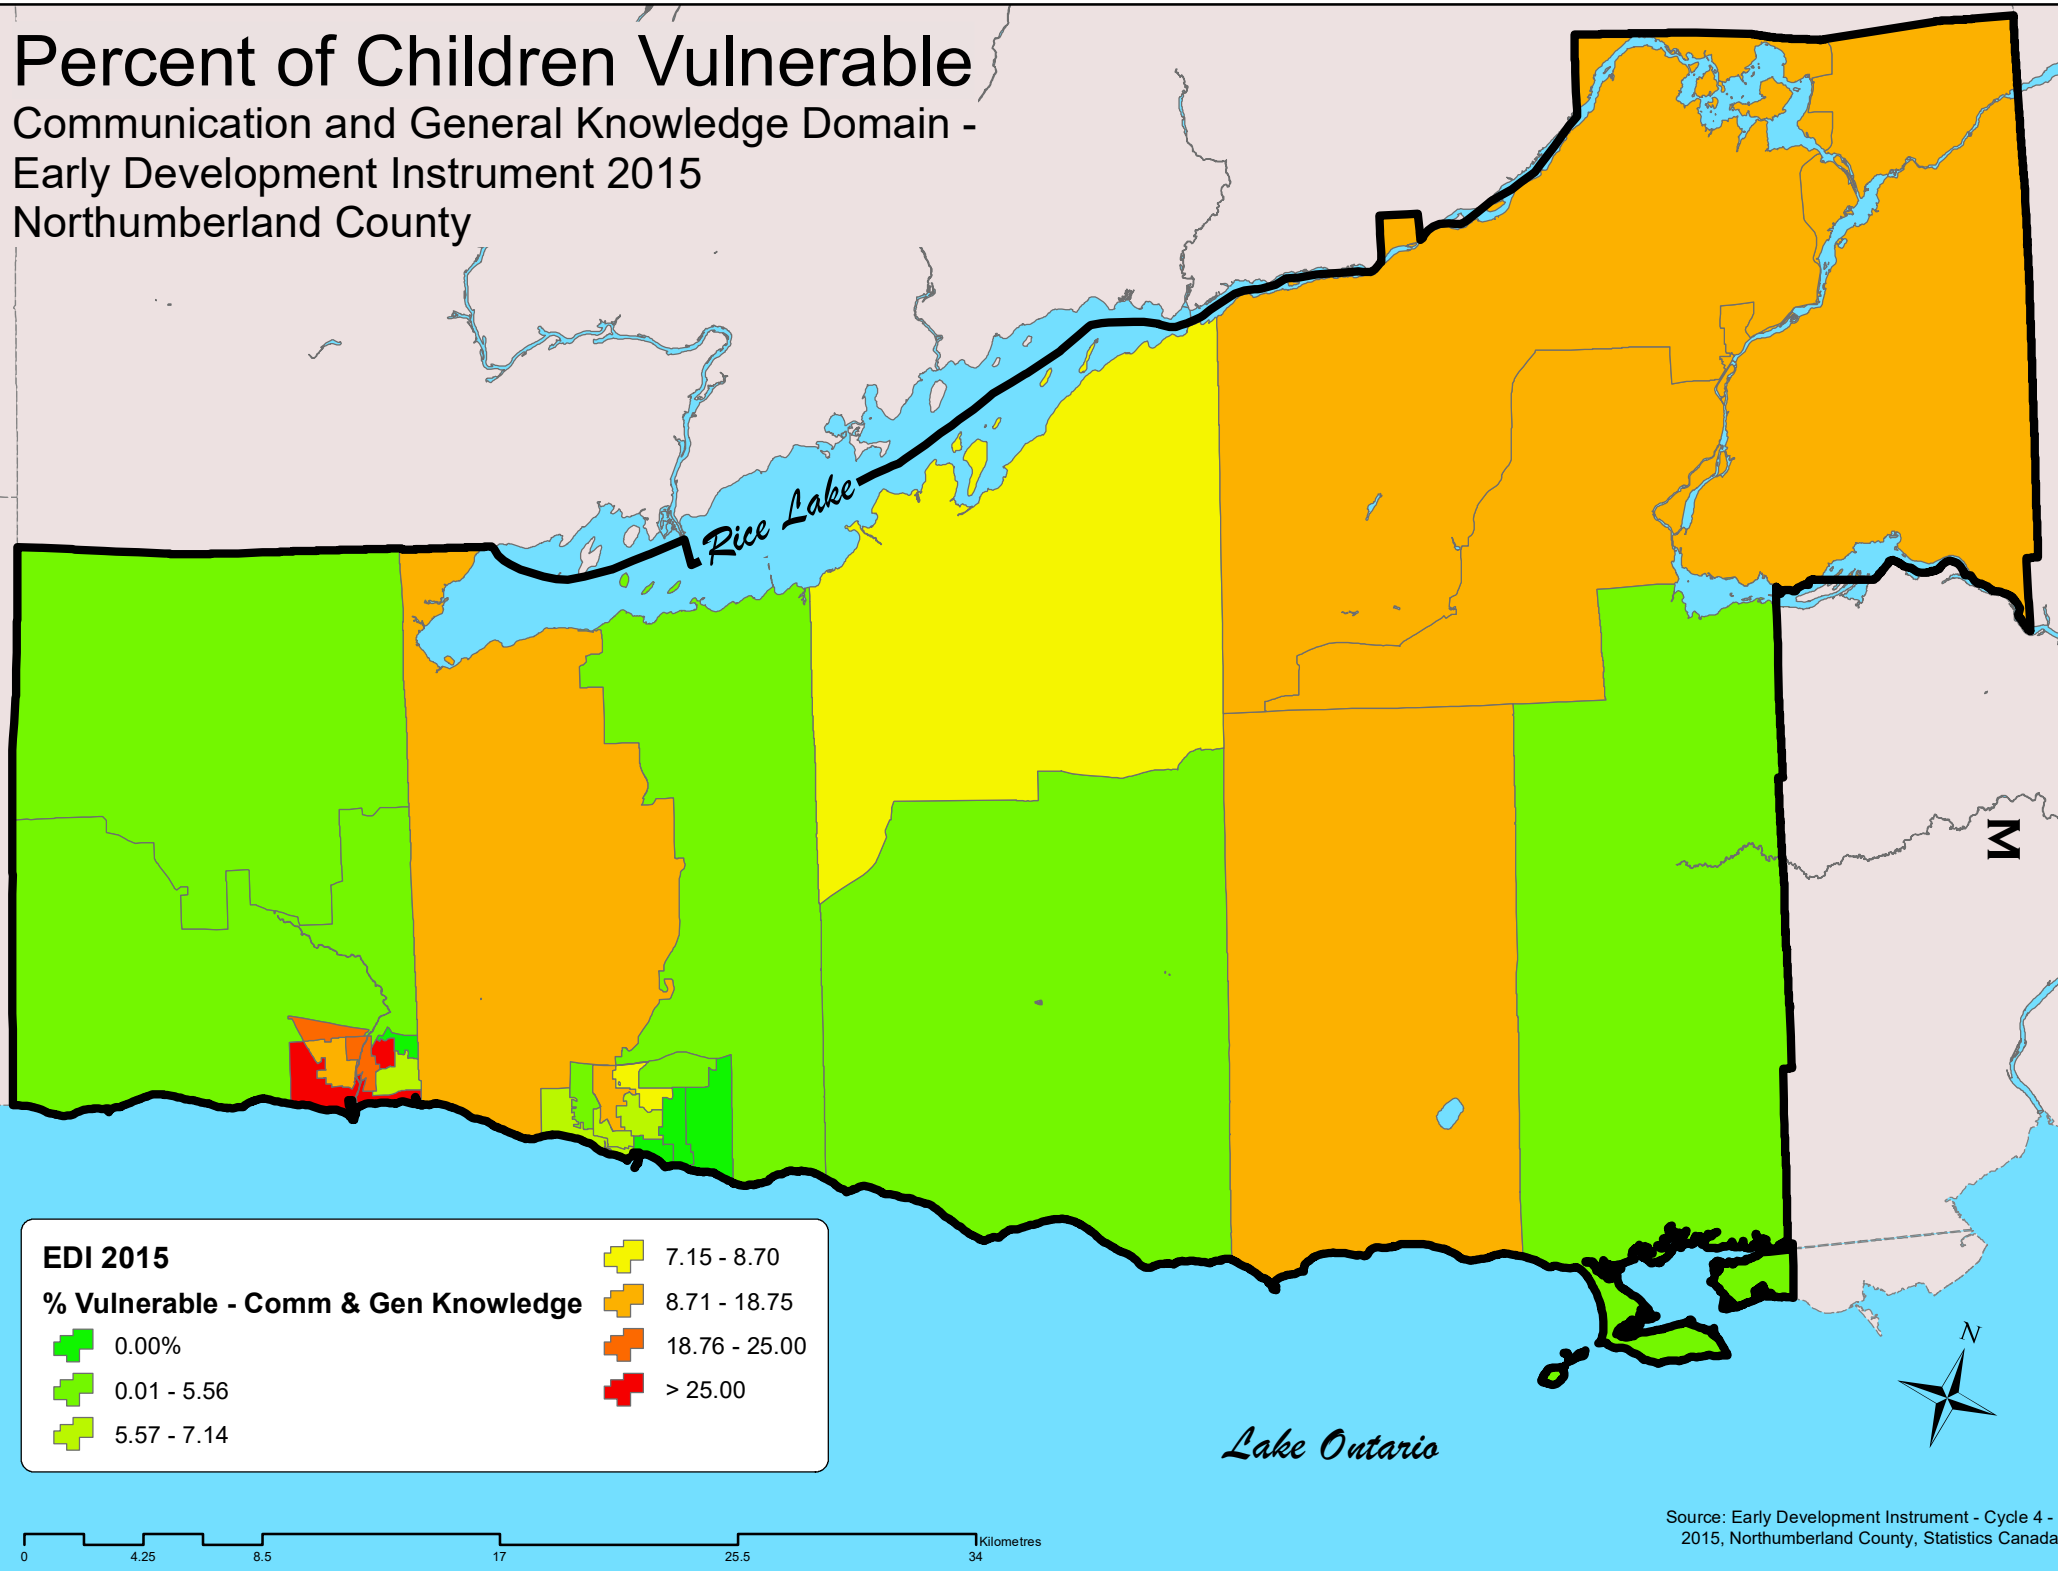 Percent of Children Vulnerable
Communication and General Knowledge Domain -
Early Development Instrument 2015
Northumberland County
Rice Lake
M
EDI 2015
% Vulnerable - Comm & Gen Knowledge
0.00%
0.01 - 5.56
5.57 - 7.14
7.15 - 8.70
8.71 - 18.75
18.76 - 25.00
> 25.00
N
Lake Ontario
0 4.25 8.5 17 25.5 34 Kilometres
Source: Early Development Instrument - Cycle 4 -
2015, Northumberland County, Statistics Canada